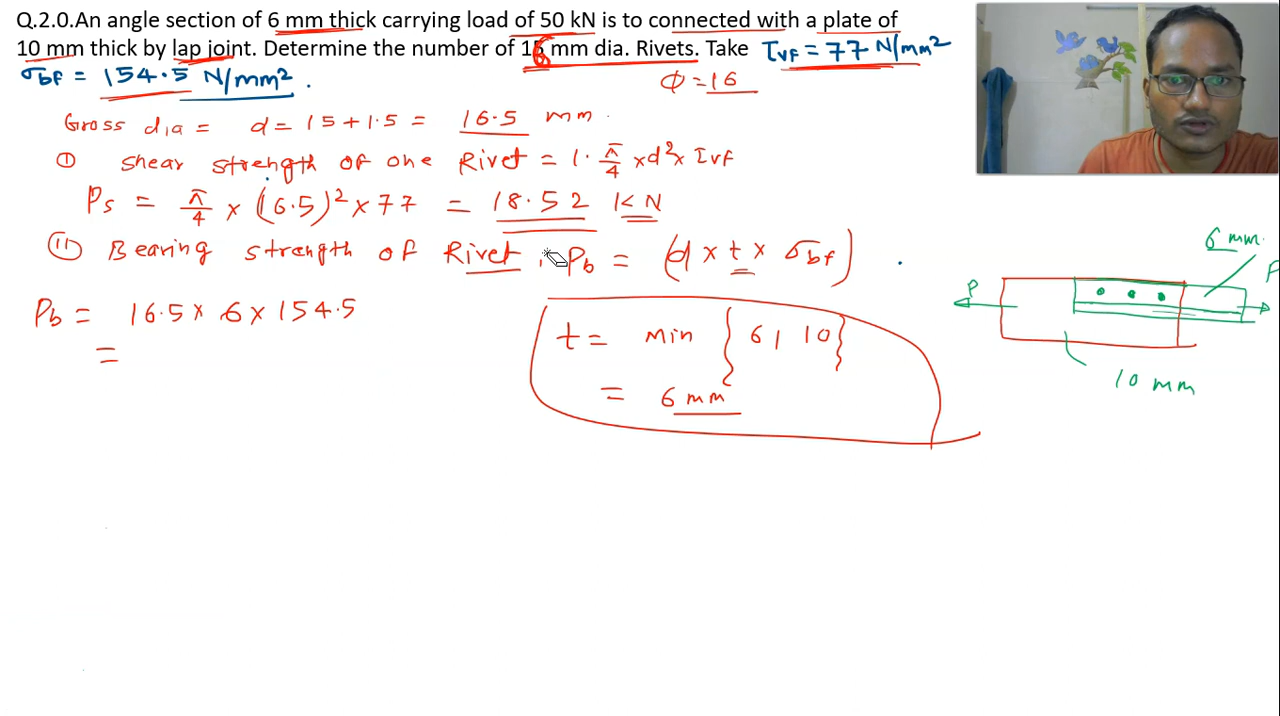 Q.2.0.An angle section of 6 mm thick carrying load of 50 kN is to connected with a plate of
10 mm thick by lap joint. Determine the number of 16 mm dia. Rivets. Take τvf = 77 N/mm²
σbf = 154.5 N/mm².
Φ = 16
Gross dia = d = 15 + 1.5 = 16.5 mm.
① Shear strength of one Rivet = 1. π/4 × d² × τvf
Ps = π/4 × (16.5)² × 77 = 18.52 KN
(11) Bearing strength of Rivet : Pb = (d × t × σbf) .
Pb = 16.5 × 6 × 154.5
=
t = min { 6, 10 }
= 6 mm
6 mm.
P
P
10 mm